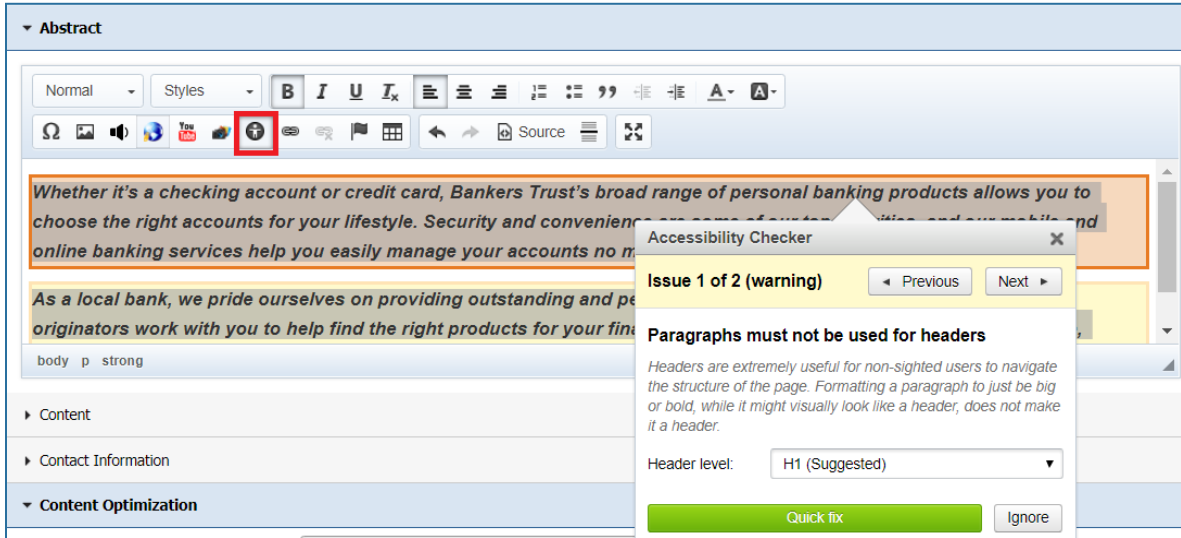 Abstract
Normal Styles B I U Tx A A
Ω You Tube Source
Whether it’s a checking account or credit card, Bankers Trust’s broad range of personal banking products allows you to
choose the right accounts for your lifestyle. Security and convenience and
online banking services help you easily manage your accounts no
As a local bank, we pride ourselves on providing outstanding and
originators work with you to help find the right products for your
body p strong
Accessibility Checker
Issue 1 of 2 (warning) Previous Next
Paragraphs must not be used for headers
Headers are extremely useful for non-sighted users to navigate
the structure of the page. Formatting a paragraph to just be big
or bold, while it might visually look like a header, does not make
it a header.
Header level: H1 (Suggested)
Quick fix Ignore
Content
Contact Information
Content Optimization